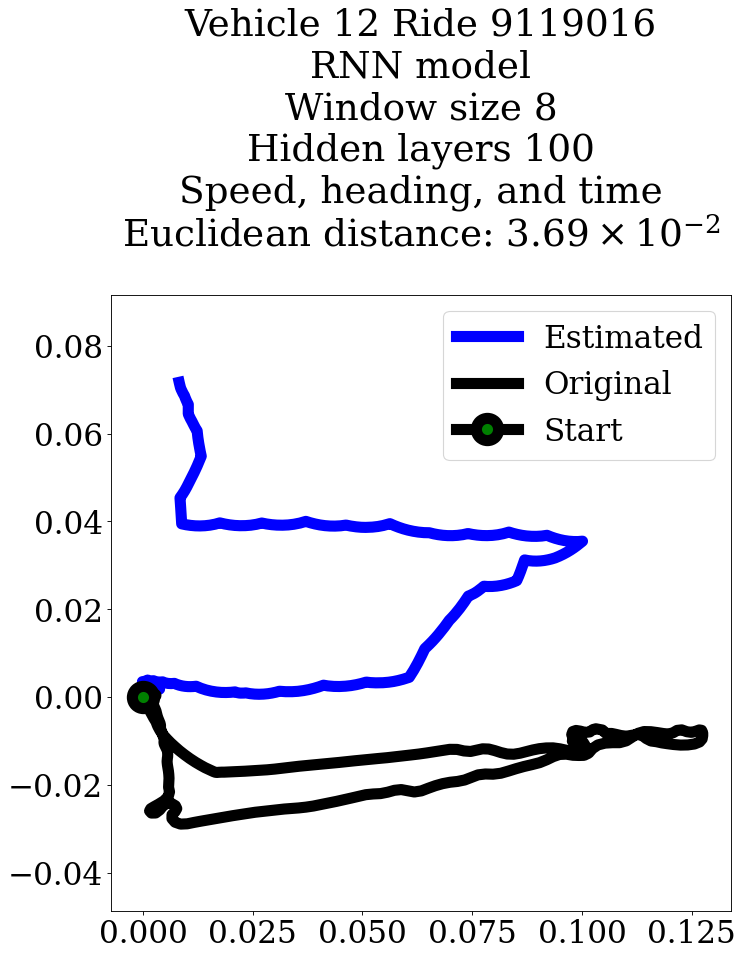 Vehicle 12 Ride 9119016
RNN model
Window size 8
Hidden layers 100
Speed, heading, and time
Euclidean distance: 3.69 × 10⁻²
Estimated
Original
Start
0.08
0.06
0.04
0.02
0.00
−0.02
−0.04
0.000 0.025 0.050 0.075 0.100 0.125